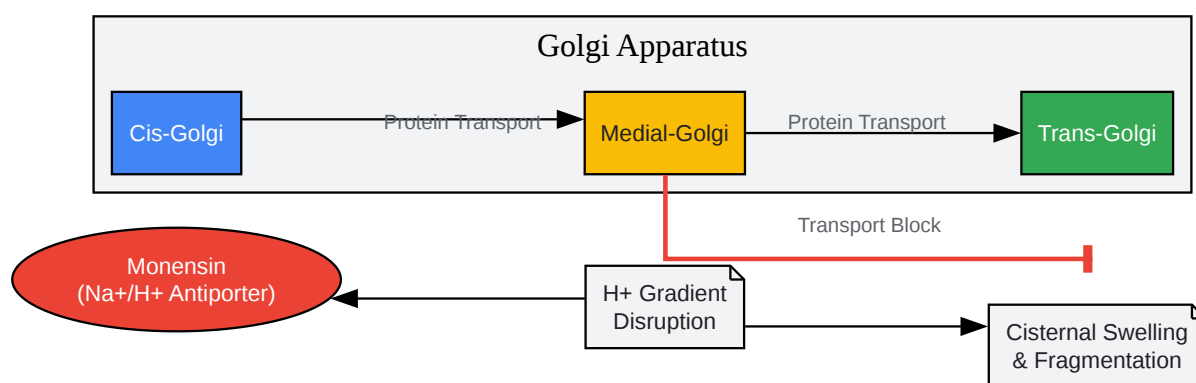 Golgi Apparatus
Cis-Golgi
Protein Transport
Medial-Golgi
Protein Transport
Trans-Golgi
Transport Block
Monensin
(Na+/H+ Antiporter)
H+ Gradient
Disruption
Cisternal Swelling
& Fragmentation